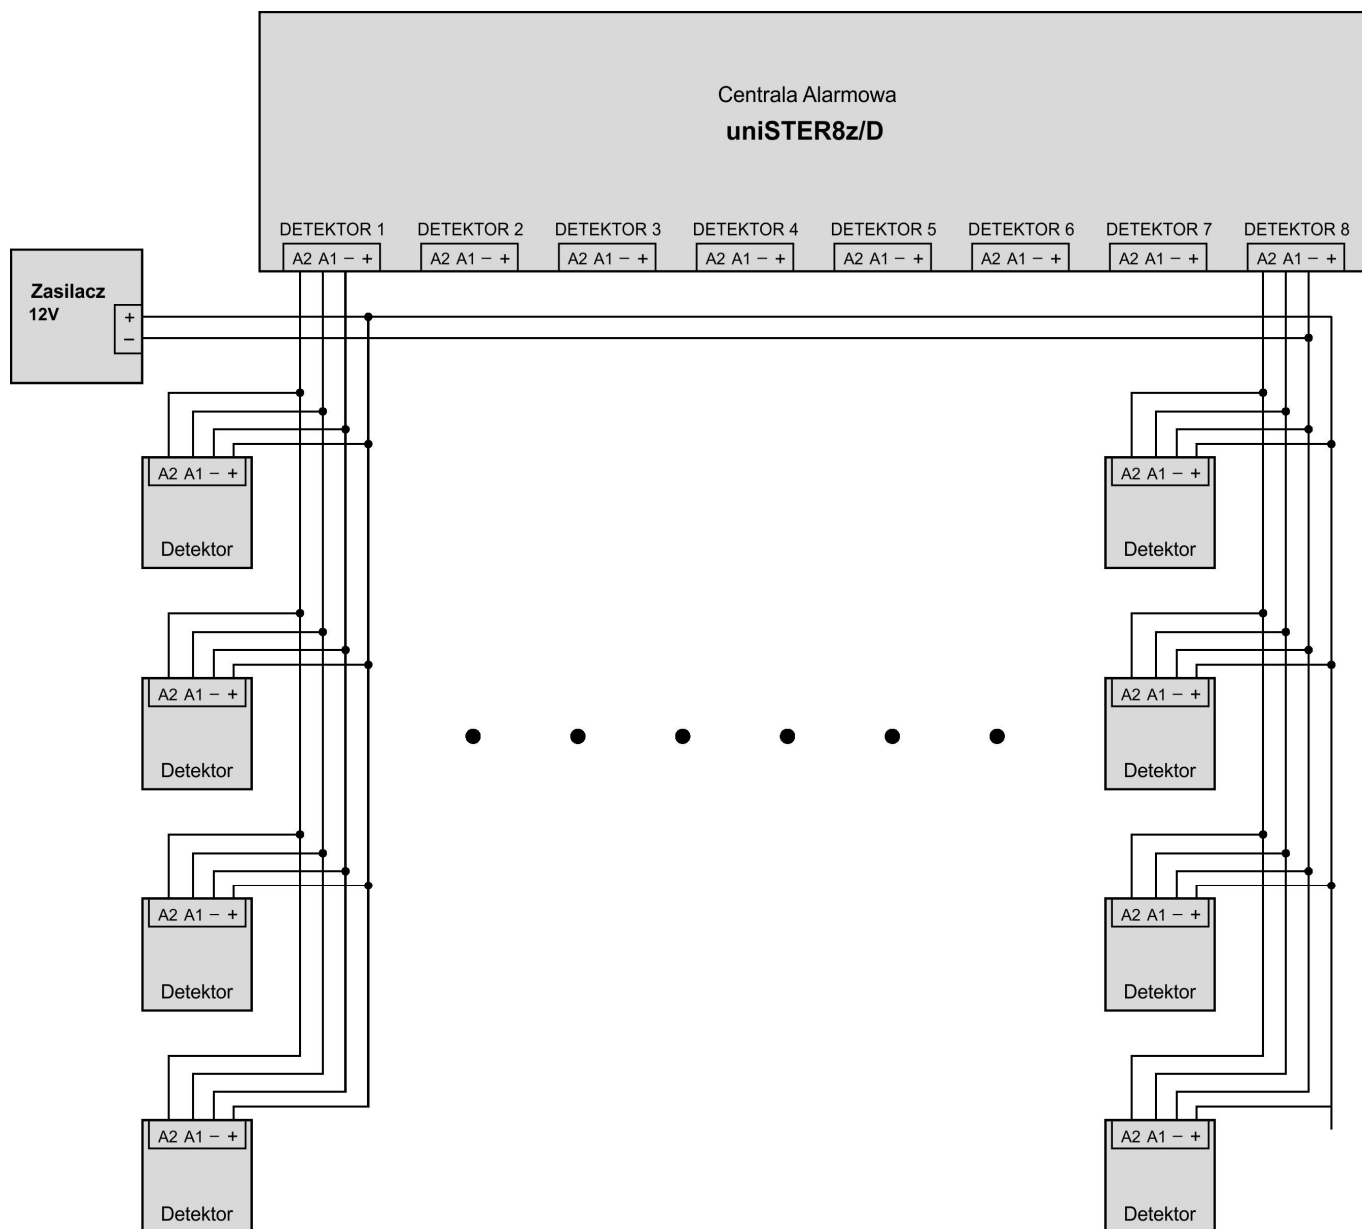 Centrala Alarmowa
uniSTER8z/D
DETEKTOR 1 DETEKTOR 2 DETEKTOR 3 DETEKTOR 4 DETEKTOR 5 DETEKTOR 6 DETEKTOR 7 DETEKTOR 8
A2 A1 – + A2 A1 – + A2 A1 – + A2 A1 – + A2 A1 – + A2 A1 – + A2 A1 – + A2 A1 – +
Zasilacz
12V
+
–
A2 A1 – + A2 A1 – +
Detektor Detektor
A2 A1 – + A2 A1 – +
Detektor Detektor
A2 A1 – + A2 A1 – +
Detektor Detektor
A2 A1 – + A2 A1 – +
Detektor Detektor